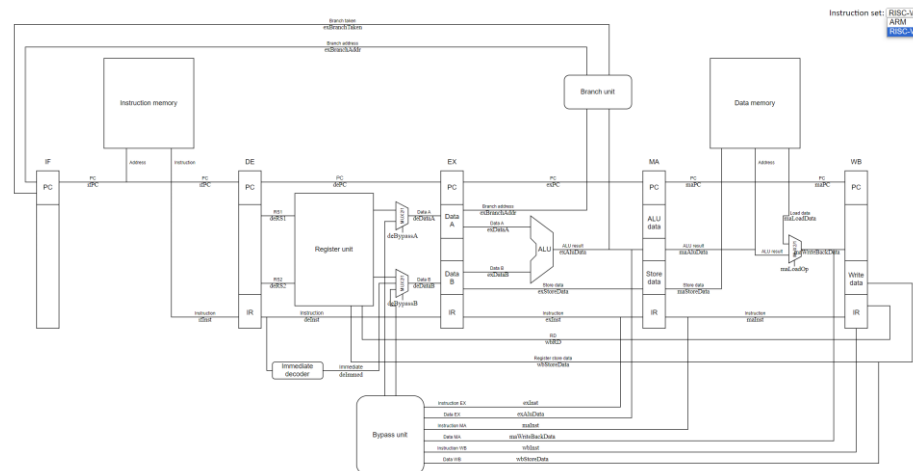 Instruction set: RISC-V
ARM
RISC-V
Branch taken
exBranchTaken
Branch address
exBranchAddr
Instruction memory
Branch unit
Data memory
Address
Instruction
Address
IF
DE
EX
MA
WB
PC
PC
ifPC
PC
ifPC
PC
PC
dePC
PC
PC
exPC
PC
PC
maPC
PC
maPC
PC
RS1
deRS1
Register unit
Data A
deDataA
deBypassA
Data
A
Branch address
exBranchAddr
Data A
exDataA
ALU
ALU result
exAluData
ALU
data
ALU result
maAluData
Load data
maLoadData
ALU result
maWriteBackData
maLoadOp
RS2
deRS2
Data B
deDataB
deBypassB
Data
B
Data B
exDataB
Store data
exStoreData
Store
data
Store data
maStoreData
Write
data
Instruction
ifInst
IR
Instruction
deInst
IR
Instruction
exInst
IR
Instruction
maInst
IR
RD
wbRD
Register store data
wbStoreData
Immediate
decoder
Immediate
deImmed
Bypass unit
Instruction EX
exInst
Data EX
exAluData
Instruction MA
maInst
Data MA
maWriteBackData
Instruction WB
wbInst
Data WB
wbStoreData